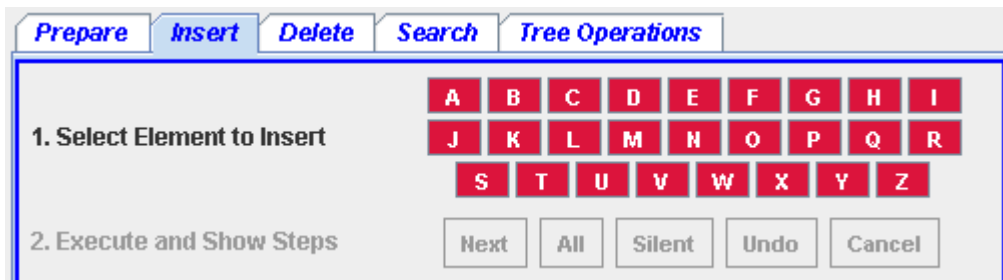 Prepare Insert Delete Search Tree Operations
A B C D E F G H I
1. Select Element to Insert J K L M N O P Q R
S T U V W X Y Z
2. Execute and Show Steps Next All Silent Undo Cancel